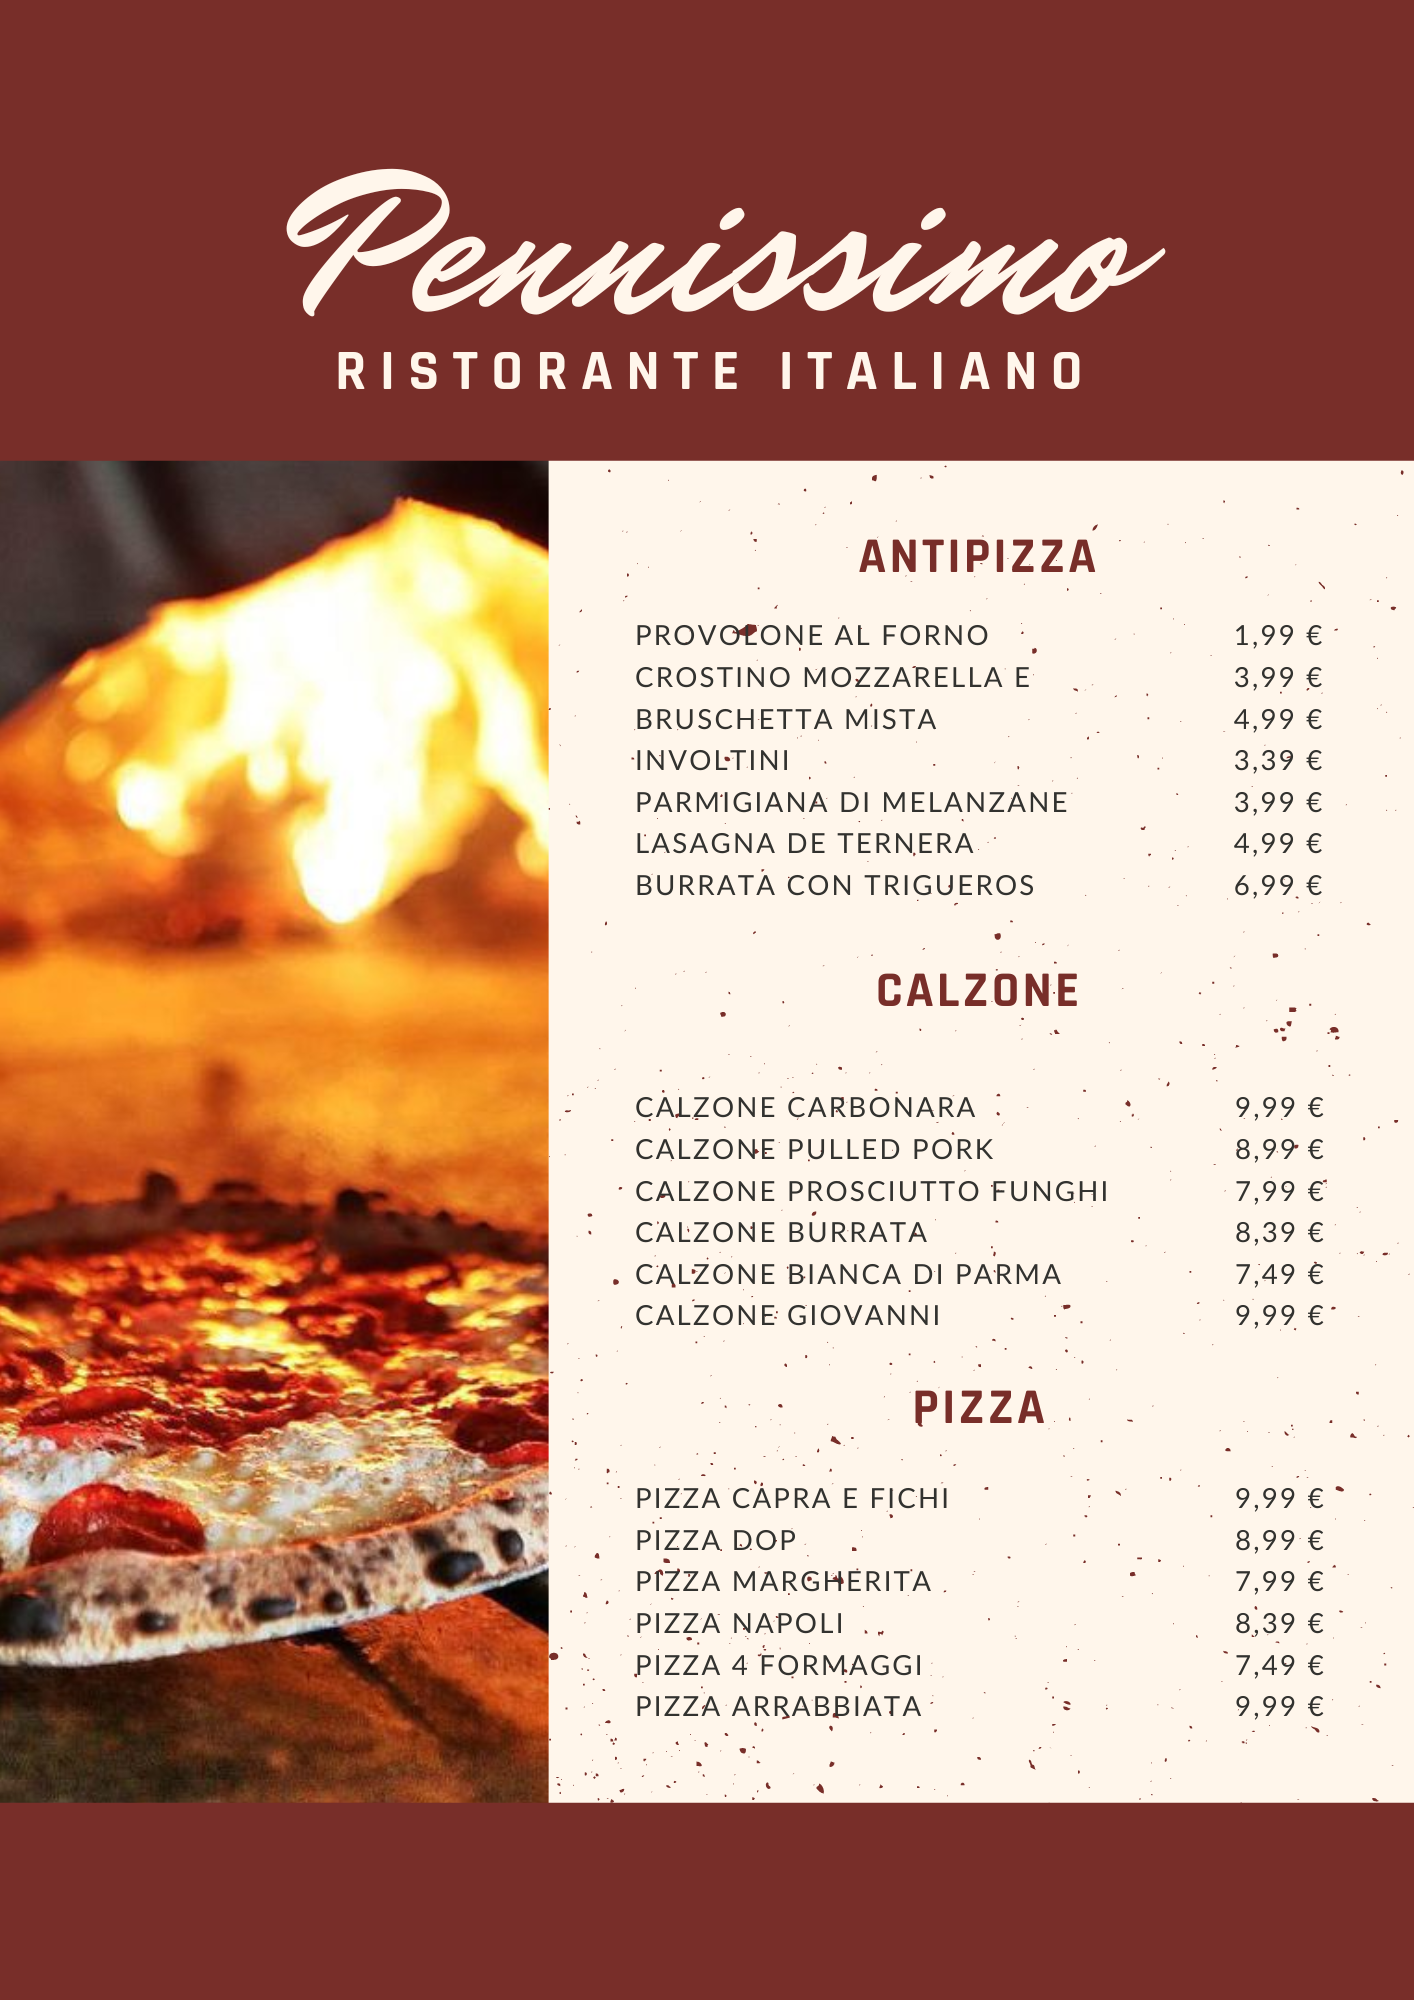 Pennissimo
RISTORANTE ITALIANO
ANTIPIZZA
PROVOLONE AL FORNO 1,99 €
CROSTINO MOZZARELLA E 3,99 €
BRUSCHETTA MISTA 4,99 €
INVOLTINI 3,39 €
PARMIGIANA DI MELANZANE 3,99 €
LASAGNA DE TERNERA 4,99 €
BURRATA CON TRIGUEROS 6,99 €
CALZONE
CALZONE CARBONARA 9,99 €
CALZONE PULLED PORK 8,99 €
CALZONE PROSCIUTTO FUNGHI 7,99 €
CALZONE BURRATA 8,39 €
CALZONE BIANCA DI PARMA 7,49 €
CALZONE GIOVANNI 9,99 €
PIZZA
PIZZA CAPRA E FICHI 9,99 €
PIZZA DOP 8,99 €
PIZZA MARGHERITA 7,99 €
PIZZA NAPOLI 8,39 €
PIZZA 4 FORMAGGI 7,49 €
PIZZA ARRABBIATA 9,99 €